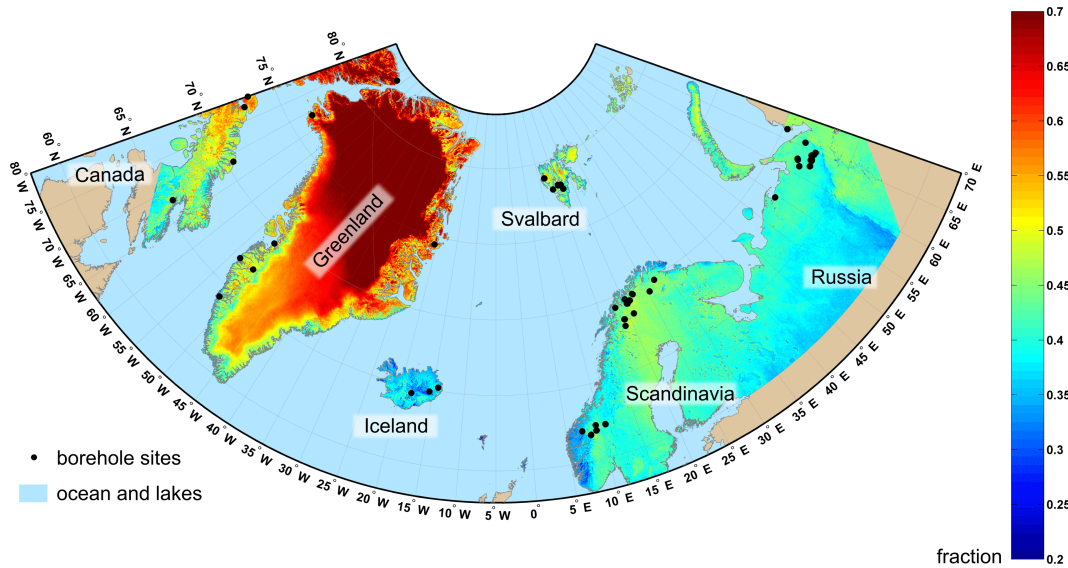 80° N
75° N
70° N
65° N
60° N
80° W
75° W
70° W
65° W
60° W
55° W
50° W
45° W
40° W
35° W
30° W
25° W
20° W
15° W
10° W
5° W
0°
5° E
10° E
15° E
20° E
25° E
30° E
35° E
40° E
45° E
50° E
55° E
60° E
65° E
70° E
Canada
Greenland
Svalbard
Russia
Scandinavia
Iceland
borehole sites
ocean and lakes
0.7
0.65
0.6
0.55
0.5
0.45
0.4
0.35
0.3
0.25
0.2
fraction